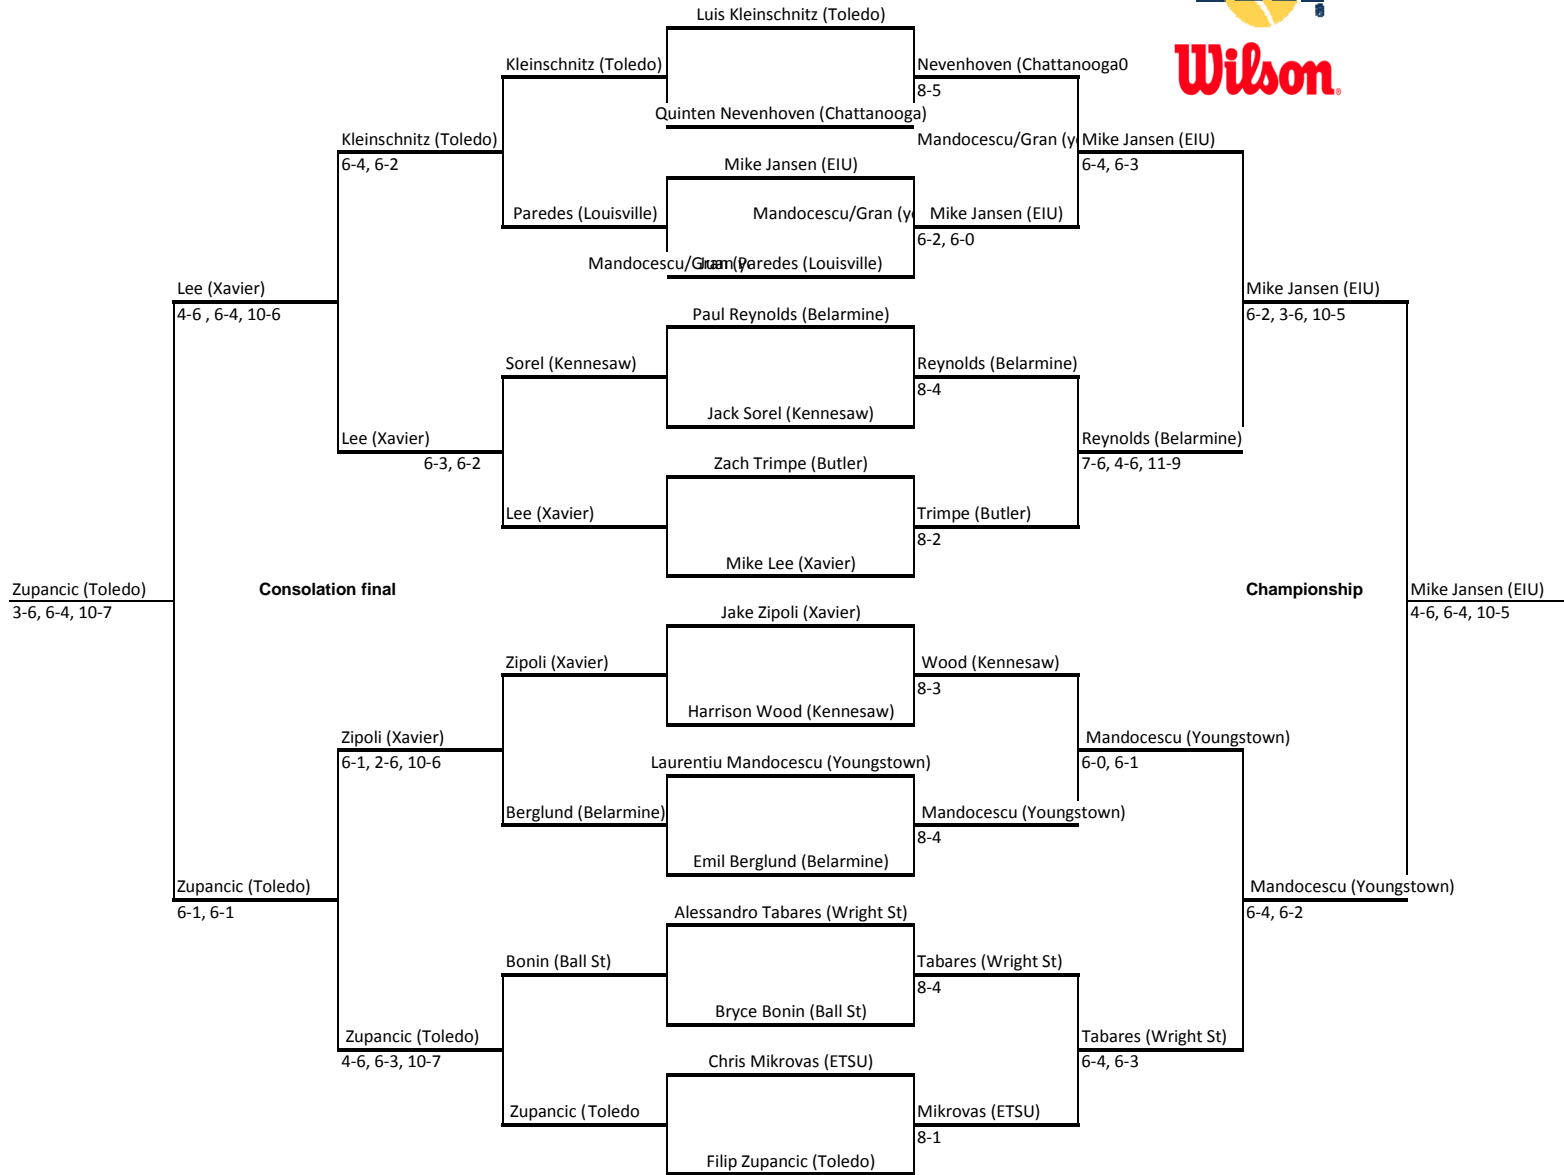 Luis Kleinschnitz (Toledo)
Kleinschnitz (Toledo)
Nevenhoven (Chattanooga0
Wilson®
8-5
Quinten Nevenhoven (Chattanooga)
Kleinschnitz (Toledo)
Mandocescu/Gran (y
Mike Jansen (EIU)
6-4, 6-2
Mike Jansen (EIU)
6-4, 6-3
Paredes (Louisville)
Mandocescu/Gran (y
Mike Jansen (EIU)
6-2, 6-0
Mandocescu/Gran (y
Paredes (Louisville)
Lee (Xavier)
Mike Jansen (EIU)
4-6 , 6-4, 10-6
Paul Reynolds (Belarmine)
6-2, 3-6, 10-5
Sorel (Kennesaw)
Reynolds (Belarmine)
8-4
Jack Sorel (Kennesaw)
Lee (Xavier)
Reynolds (Belarmine)
6-3, 6-2
Zach Trimpe (Butler)
7-6, 4-6, 11-9
Lee (Xavier)
Trimpe (Butler)
8-2
Mike Lee (Xavier)
Zupancic (Toledo)
Consolation final
Championship
Mike Jansen (EIU)
3-6, 6-4, 10-7
Jake Zipoli (Xavier)
4-6, 6-4, 10-5
Zipoli (Xavier)
Wood (Kennesaw)
8-3
Harrison Wood (Kennesaw)
Zipoli (Xavier)
Mandocescu (Youngstown)
6-1, 2-6, 10-6
Laurentiu Mandocescu (Youngstown)
6-0, 6-1
Berglund (Belarmine)
Mandocescu (Youngstown)
8-4
Emil Berglund (Belarmine)
Zupancic (Toledo)
Mandocescu (Youngstown)
6-1, 6-1
Alessandro Tabares (Wright St)
6-4, 6-2
Bonin (Ball St)
Tabares (Wright St)
8-4
Bryce Bonin (Ball St)
Zupancic (Toledo)
Tabares (Wright St)
4-6, 6-3, 10-7
Chris Mikrovas (ETSU)
6-4, 6-3
Zupancic (Toledo
Mikrovas (ETSU)
8-1
Filip Zupancic (Toledo)